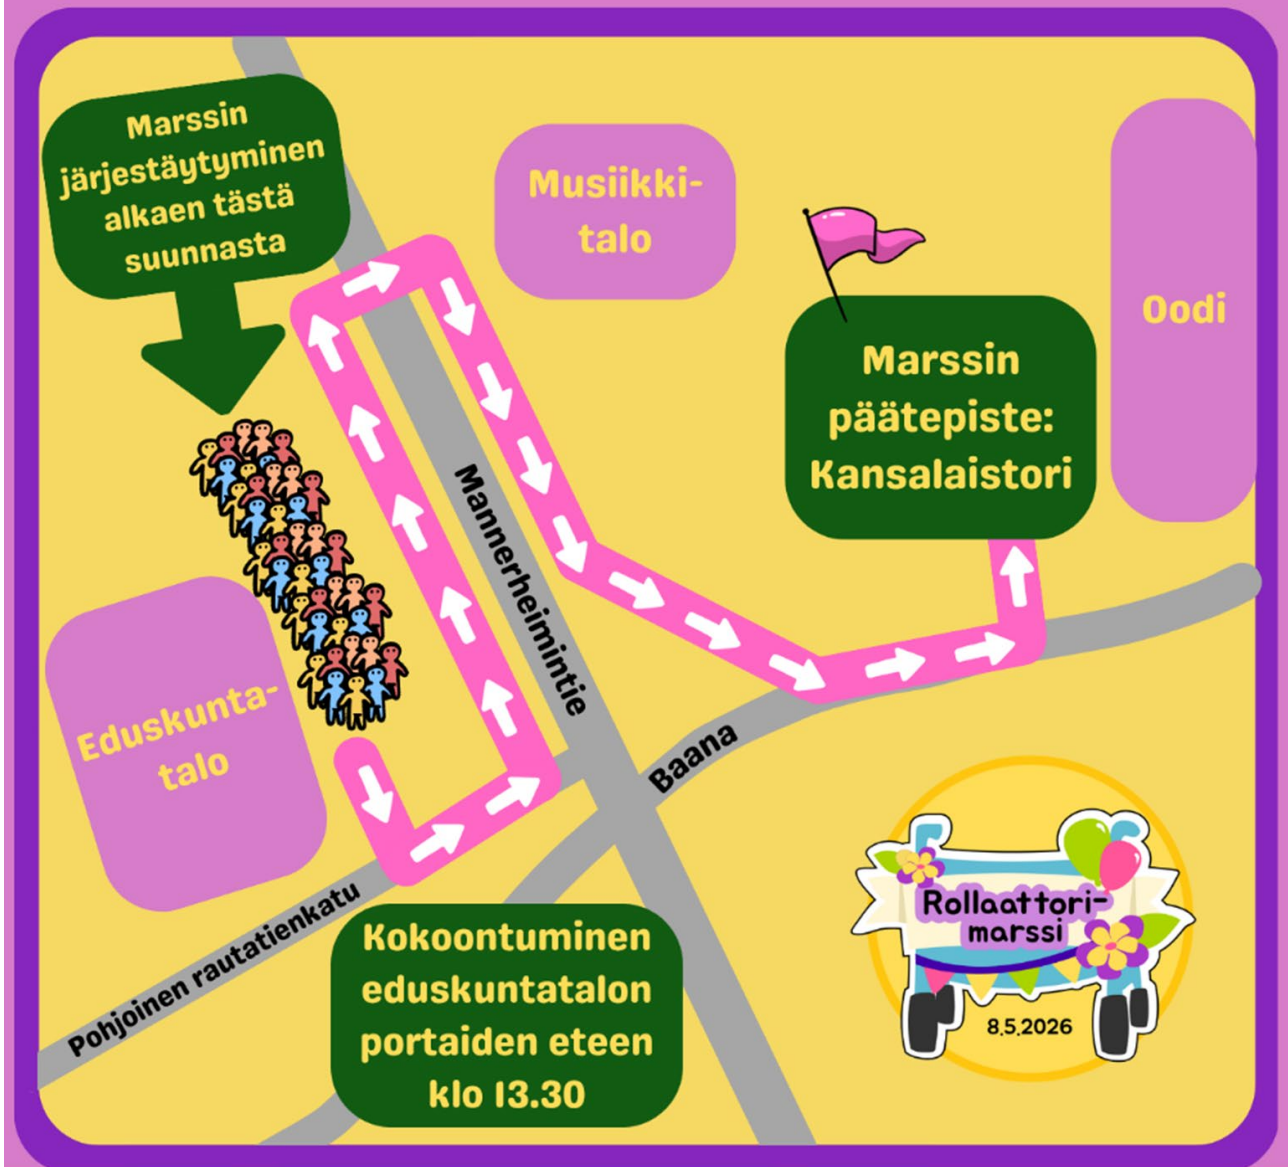 Marssin
järjestäytyminen
alkaen tästä
suunnasta
Musiikki-
talo
Oodi
Marssin
päätepiste:
Kansalaistori
Mannerheimintie
Eduskunta-
talo
Baana
Pohjoinen rautatienkatu
Kokoontuminen
eduskuntatalon
portaiden eteen
klo 13.30
Rollaattori-
marssi
8.5.2026